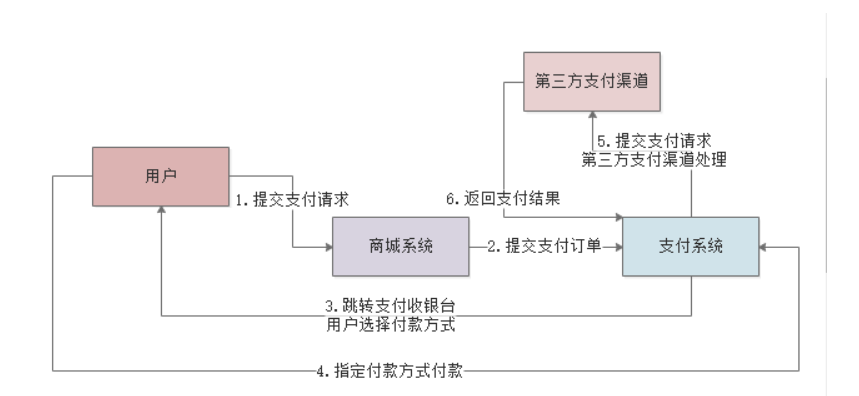 第三方支付渠道
5.提交支付请求
第三方支付渠道处理
用户
1.提交支付请求
6.返回支付结果
商城系统
2.提交支付订单
支付系统
3.跳转支付收银台
用户选择付款方式
4.指定付款方式付款